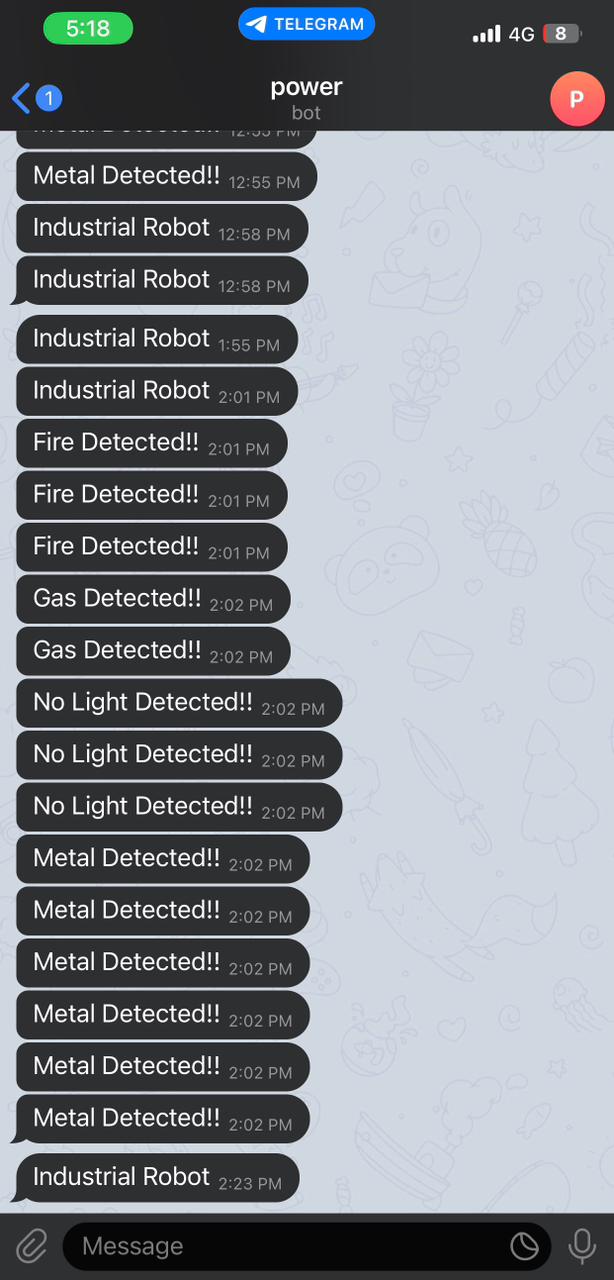 5:18
TELEGRAM
4G 8
1
power
bot
P
Metal Detected!! 12:55 PM
Industrial Robot 12:58 PM
Industrial Robot 12:58 PM
Industrial Robot 1:55 PM
Industrial Robot 2:01 PM
Fire Detected!! 2:01 PM
Fire Detected!! 2:01 PM
Fire Detected!! 2:01 PM
Gas Detected!! 2:02 PM
Gas Detected!! 2:02 PM
No Light Detected!! 2:02 PM
No Light Detected!! 2:02 PM
No Light Detected!! 2:02 PM
Metal Detected!! 2:02 PM
Metal Detected!! 2:02 PM
Metal Detected!! 2:02 PM
Metal Detected!! 2:02 PM
Metal Detected!! 2:02 PM
Metal Detected!! 2:02 PM
Industrial Robot 2:23 PM
Message